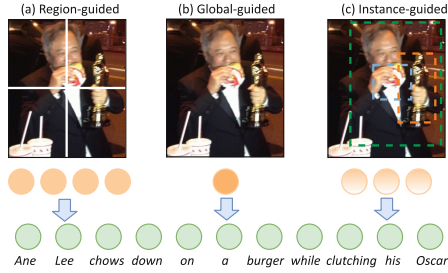 (a) Region-guided (b) Global-guided (c) Instance-guided
Ane Lee chows down on a burger while clutching his Oscar